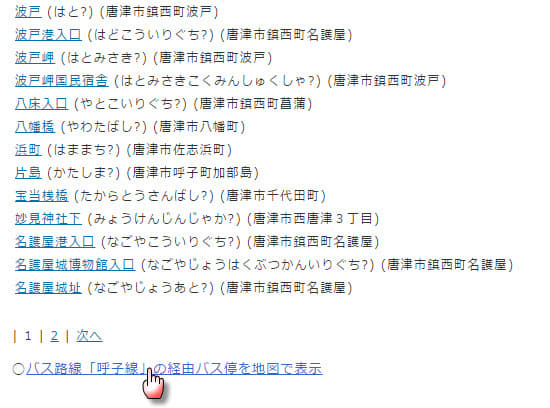 波戸 (はと?) (唐津市鎮西町波戸)
波戸港入口 (はどこういりぐち?) (唐津市鎮西町名護屋)
波戸岬 (はとみさき?) (唐津市鎮西町波戸)
波戸岬国民宿舎 (はとみさきこくみんしゅくしゃ?) (唐津市鎮西町波戸)
八床入口 (やとこいりぐち?) (唐津市鎮西町菖蒲)
八幡橋 (やわたばし?) (唐津市八幡町)
浜町 (はままち?) (唐津市佐志浜町)
片島 (かたしま?) (唐津市呼子町加部島)
宝当桟橋 (たからとうさんばし?) (唐津市千代田町)
妙見神社下 (みょうけんじんじゃか?) (唐津市西唐津3丁目)
名護屋港入口 (なごやこういりぐち?) (唐津市鎮西町名護屋)
名護屋城博物館入口 (なごやじょうはくぶつかんいりぐち?) (唐津市鎮西町名護屋)
名護屋城址 (なごやじょうあと?) (唐津市鎮西町名護屋)
| 1 | 2 | 次へ
○バス路線「呼子線」の経由バス停を地図で表示